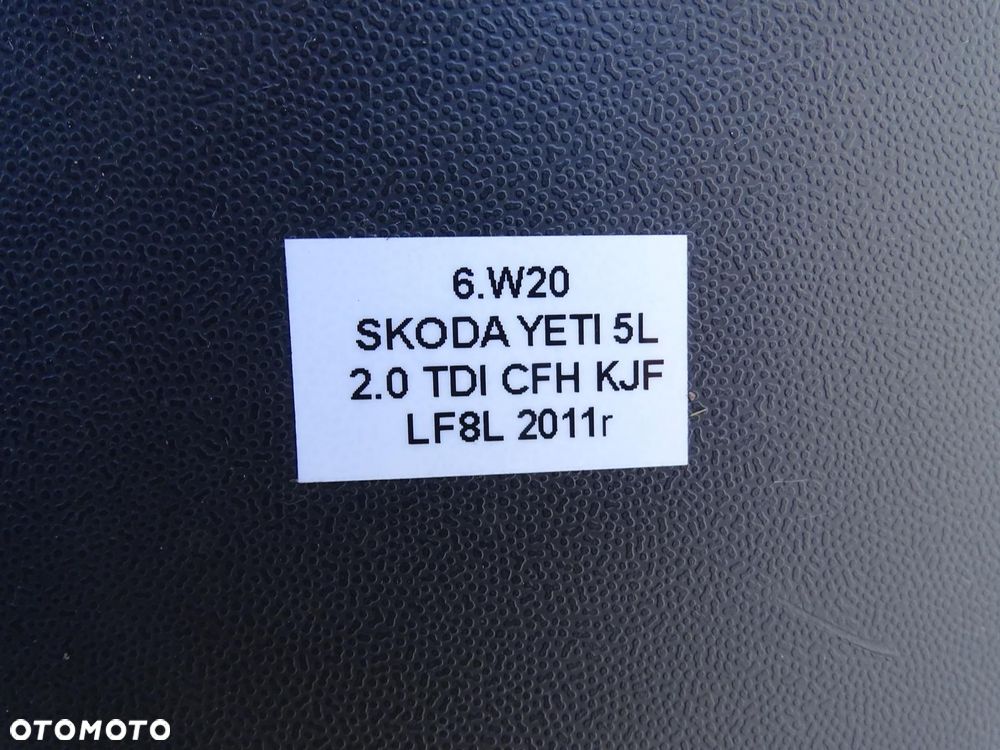 6.W20
SKODA YETI 5L
2.0 TDI CFH KJF
LF8L 2011r
OTOMOTO